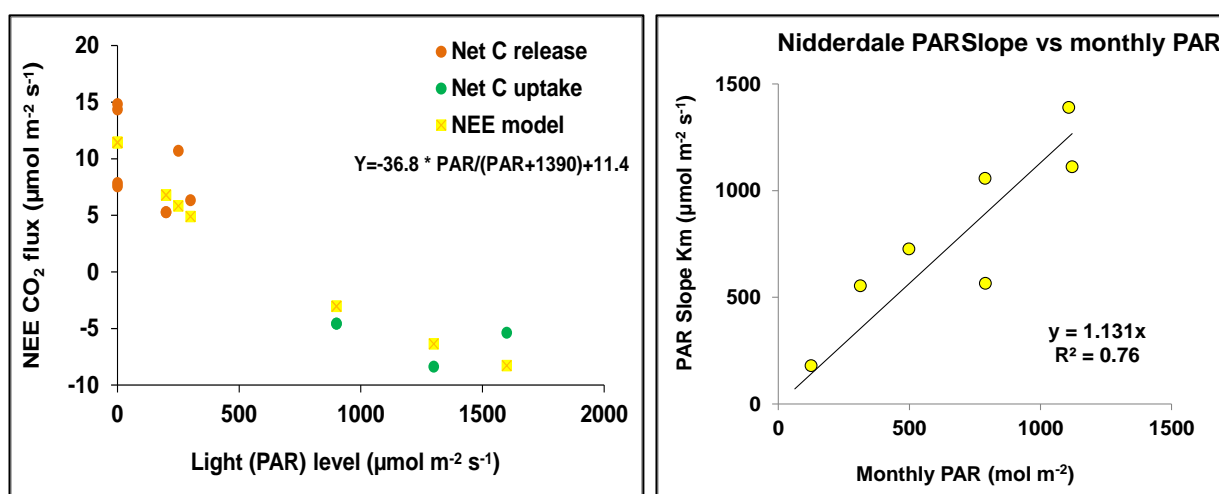 20
15
10
5
0
-5
-10
NEE CO₂ flux (µmol m⁻² s⁻¹)
Net C release
Net C uptake
NEE model
Y=-36.8 * PAR/(PAR+1390)+11.4
0 500 1000 1500 2000
Light (PAR) level (µmol m⁻² s⁻¹)
Nidderdale PARSlope vs monthly PAR
1500
1000
500
0
PAR Slope Km (µmol m⁻² s⁻¹)
y = 1.131x
R² = 0.76
0 500 1000 1500
Monthly PAR (mol m⁻²)